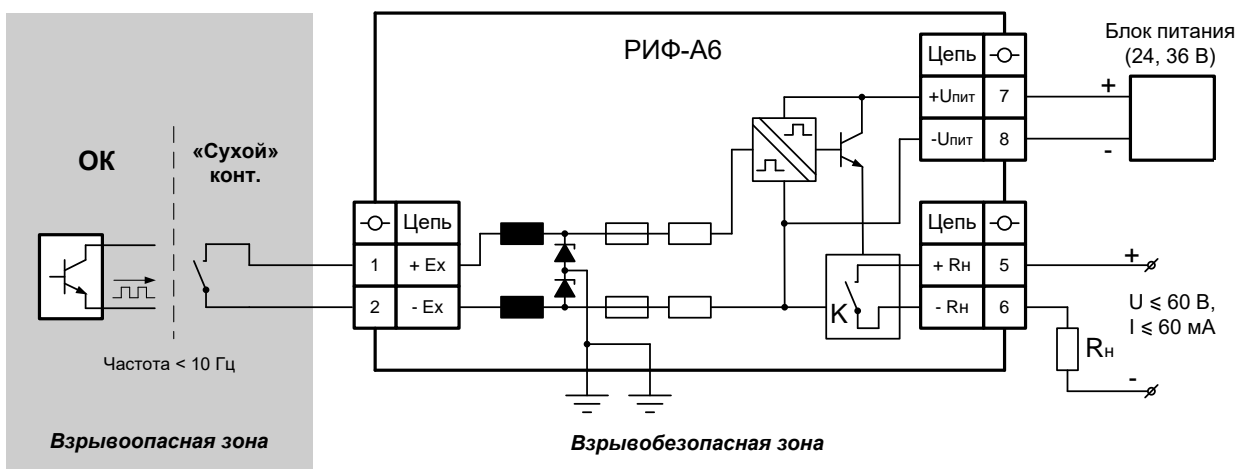 РИФ-А6
Блок питания
(24, 36 В)
Цепь
+Uпит 7
+
-Uпит 8
-
ОК
«Сухой»
конт.
Цепь
1 + Ex
2 - Ex
Цепь
+ Rн 5
+
- Rн 6
K
U ⩽ 60 В,
I ⩽ 60 мА
Rн
-
Частота < 10 Гц
Взрывоопасная зона
Взрывобезопасная зона